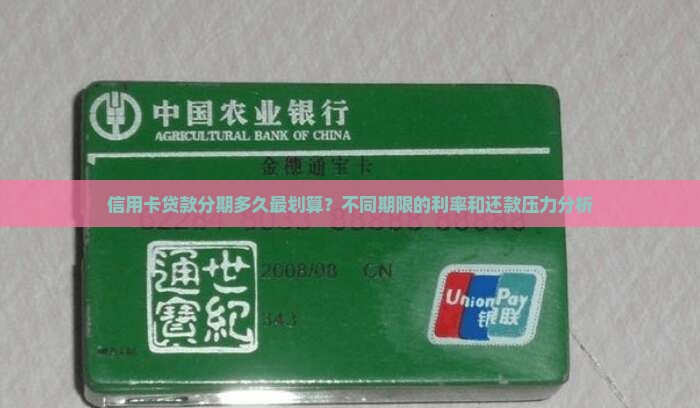 中国农业银行
AGRICULTURAL BANK OF CHINA
金穗通宝卡
信用卡贷款分期多久最划算？不同期限的利率和还款压力分析
2008/08 CN
世紀通寶
UnionPay
银联